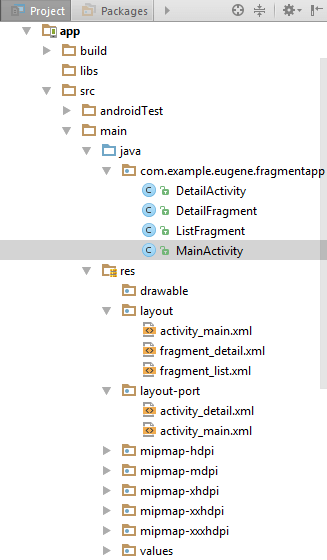 Project Packages
app
build
libs
src
androidTest
main
java
com.example.eugene.fragmentapp
C DetailActivity
C DetailFragment
C ListFragment
C MainActivity
res
drawable
layout
activity_main.xml
fragment_detail.xml
fragment_list.xml
layout-port
activity_detail.xml
activity_main.xml
mipmap-hdpi
mipmap-mdpi
mipmap-xhdpi
mipmap-xxhdpi
mipmap-xxxhdpi
values